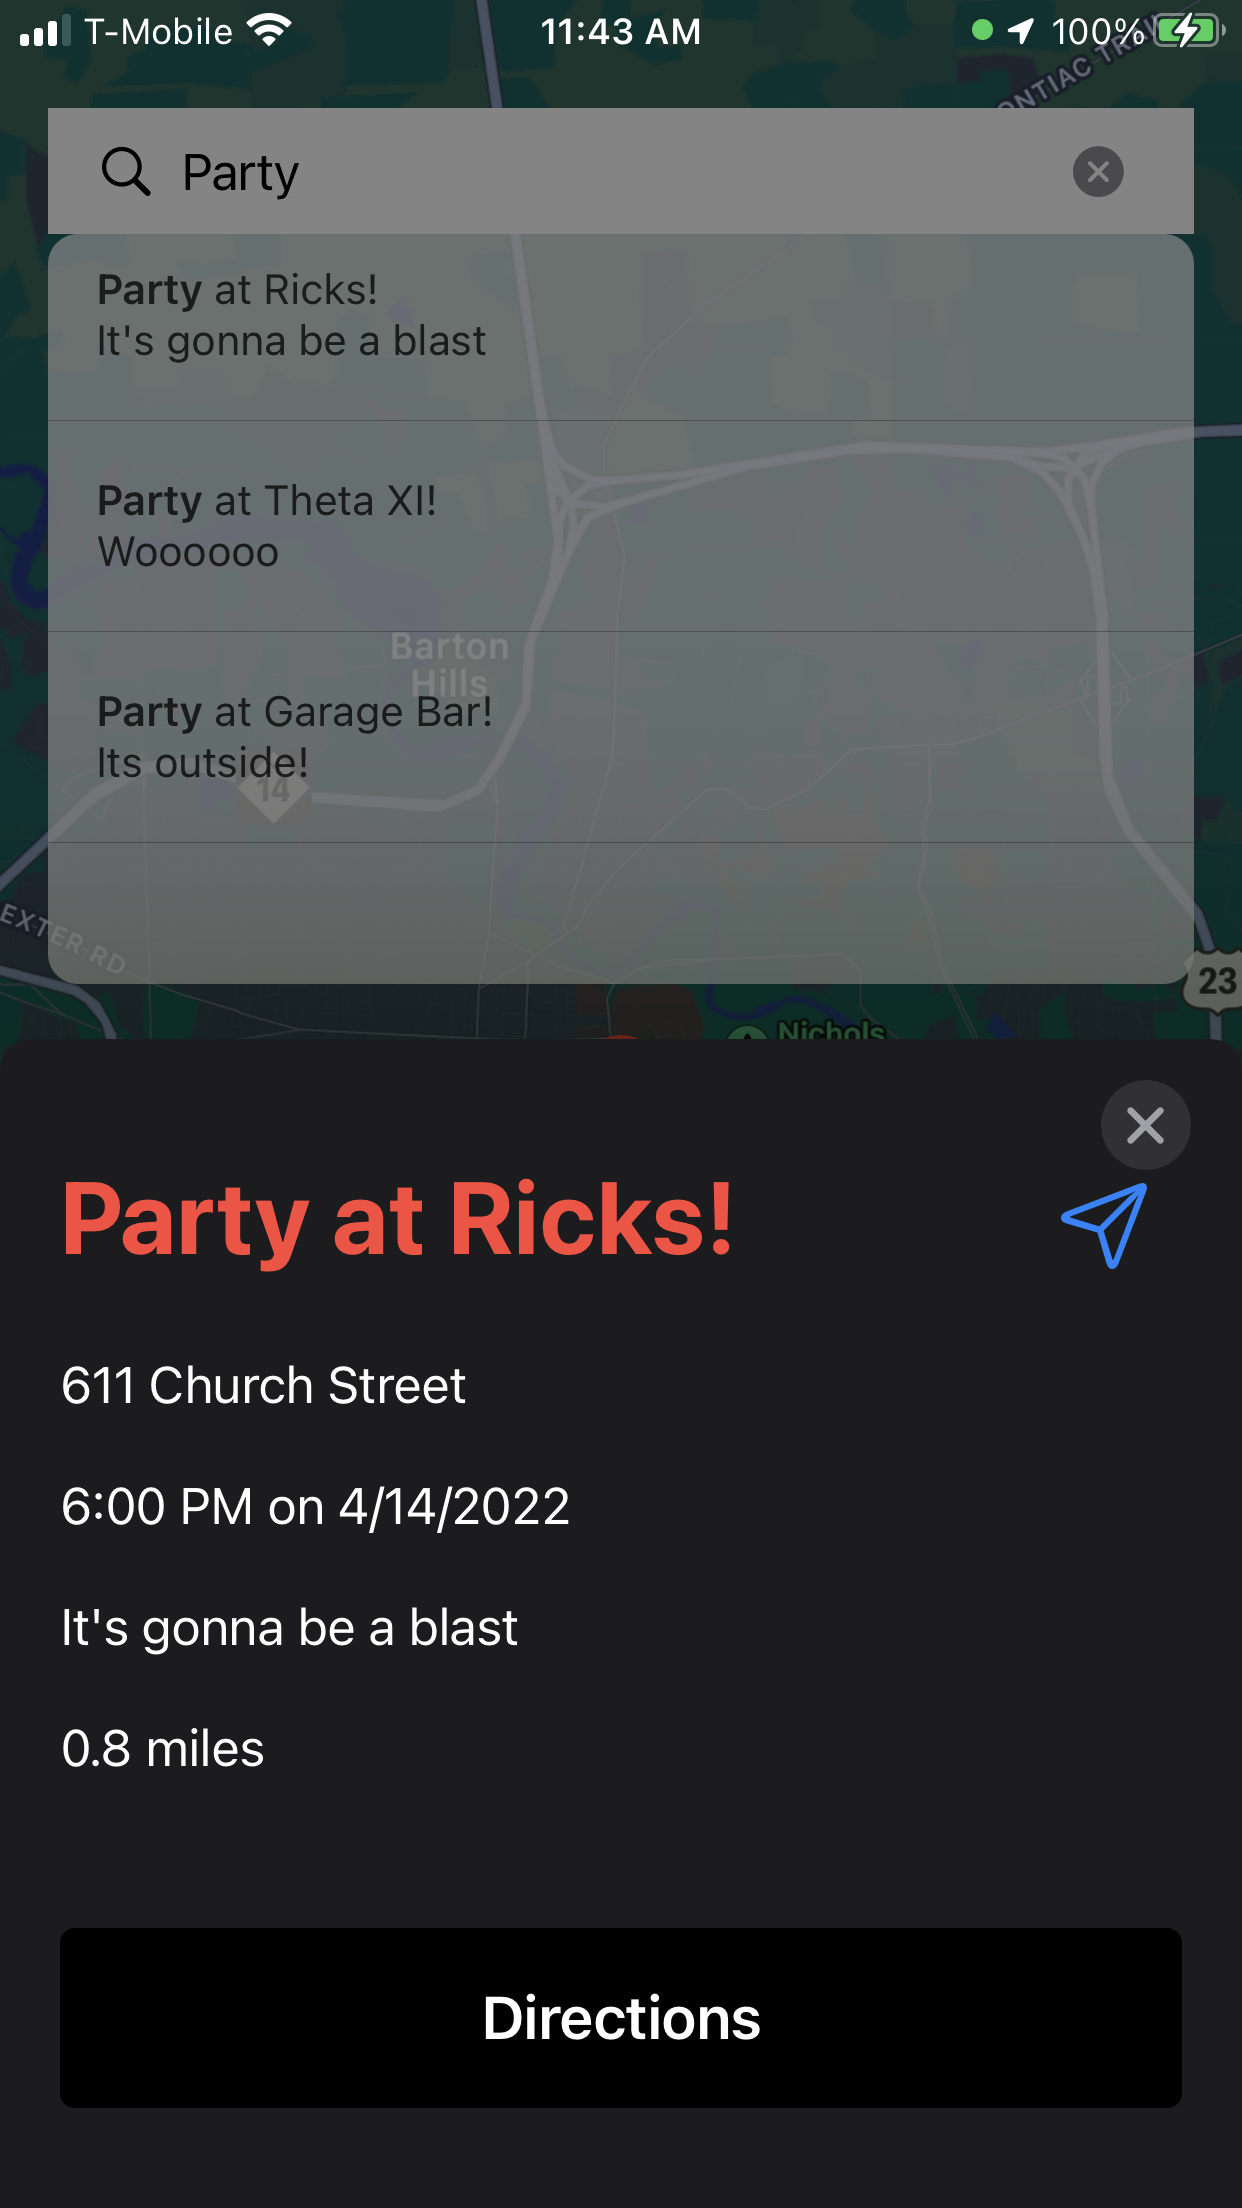 T-Mobile 11:43 AM 100%
ONTIAC TRAIL
Party
Party at Ricks!
It's gonna be a blast
Party at Theta XI!
Woooooo
Barton
Hills
Party at Garage Bar!
Its outside!
14
EXTER RD
23
Nichols
Party at Ricks!
611 Church Street
6:00 PM on 4/14/2022
It's gonna be a blast
0.8 miles
Directions